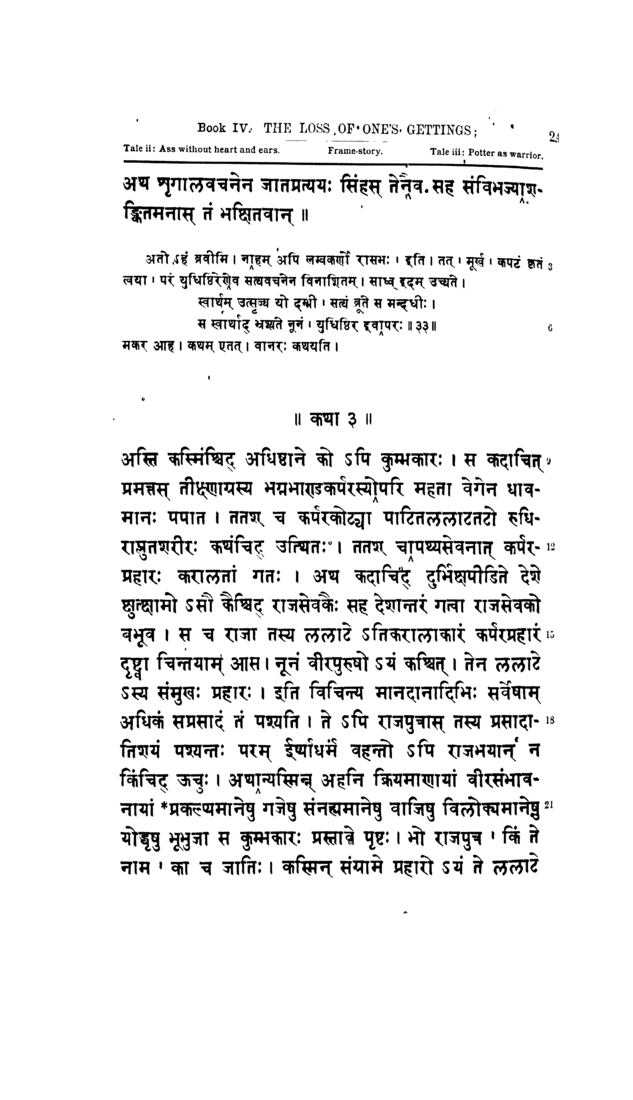 Book IV. THE LOSS OF ONE'S GETTINGS;
Tale ii: Ass without heart and ears. Frame-story. Tale iii: Potter as warrior.
अथ शृगालवचनेन जातप्रत्ययः सिंहस् तेनैव सह संविभज्याश-
ङ्कितमनास् तं भक्षितवान् ॥
अतो ऽहं ब्रवीमि । नाहम् अपि लम्बकर्णो रासभः । इति । तत् । मूर्ख । कपटं कृतं 3
त्वया । परं युधिष्ठिरेणेव सत्यवचनेन विनाशितम् । साध्व् इदम् उच्यते ।
स्वार्थम् उत्सृज्य यो दम्भी । सत्यं ब्रूते स मन्दधीः ।
स स्वार्थाद् भ्रश्यते नूनं । युधिष्ठिर इवापरः ॥ ३३॥ 6
मकर आह । कथम् एतत् । वानरः कथयति ।
॥ कथा ३ ॥
अस्ति कस्मिंश्चिद् अधिष्ठाने को ऽपि कुम्भकारः । स कदाचित् 9
प्रमत्तस् तीक्ष्णाग्रस्य भग्नभाण्डकर्परस्योपरि महता वेगेन धाव-
मानः पपात । ततश् च कर्परकोट्या पाटितललाटतटो रुधि-
राप्लुतशरीरः कथंचिद् उत्थितः । ततश् चापथ्यसेवनात् कर्पर- 12
प्रहारः करालतां गतः । अथ कदाचिद् दुर्भिक्षपीडिते देशे
क्षुत्क्षामो ऽसौ कैश्चिद् राजसेवकैः सह देशान्तरं गत्वा राजसेवको
बभूव । स च राजा तस्य ललाटे ऽतिकरालाकारं कर्परप्रहारं 15
दृष्ट्वा चिन्तयाम् आस । नूनं वीरपुरुषो ऽयं कश्चित् । तेन ललाटे
ऽस्य संमुखः प्रहारः । इति विचिन्त्य मानदानादिभिः सर्वेषाम्
अधिकं सप्रसादं तं पश्यति । ते ऽपि राजपुत्रास् तस्य प्रसादा- 18
तिशयं पश्यन्तः परम् ईर्ष्याधर्मं वहन्तो ऽपि राजभयान् न
किंचिद् ऊचुः । अथान्यस्मिन्न् अहनि क्रियमाणायां वीरसंभाव-
नायां *प्रकल्प्यमानेषु गजेषु संनह्यमानेषु वाजिषु विलोक्यमानेषु 21
योद्धृषु भूभुजा स कुम्भकारः प्रस्तावे पृष्टः । भो राजपुत्र । किं ते
नाम । का च जातिः । कस्मिन् संग्रामे प्रहारो ऽयं ते ललाटे